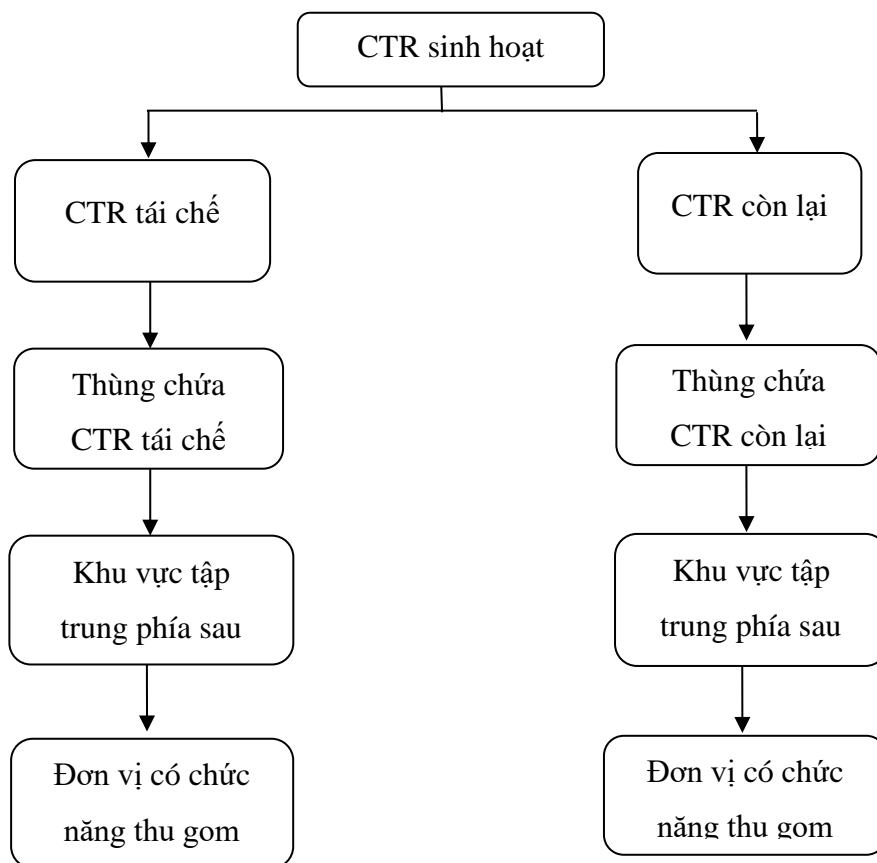 CTR sinh hoạt
CTR tái chế
CTR còn lại
Thùng chứa
CTR tái chế
Thùng chứa
CTR còn lại
Khu vực tập
trung phía sau
Khu vực tập
trung phía sau
Đơn vị có chức
năng thu gom
Đơn vị có chức
năng thu gom